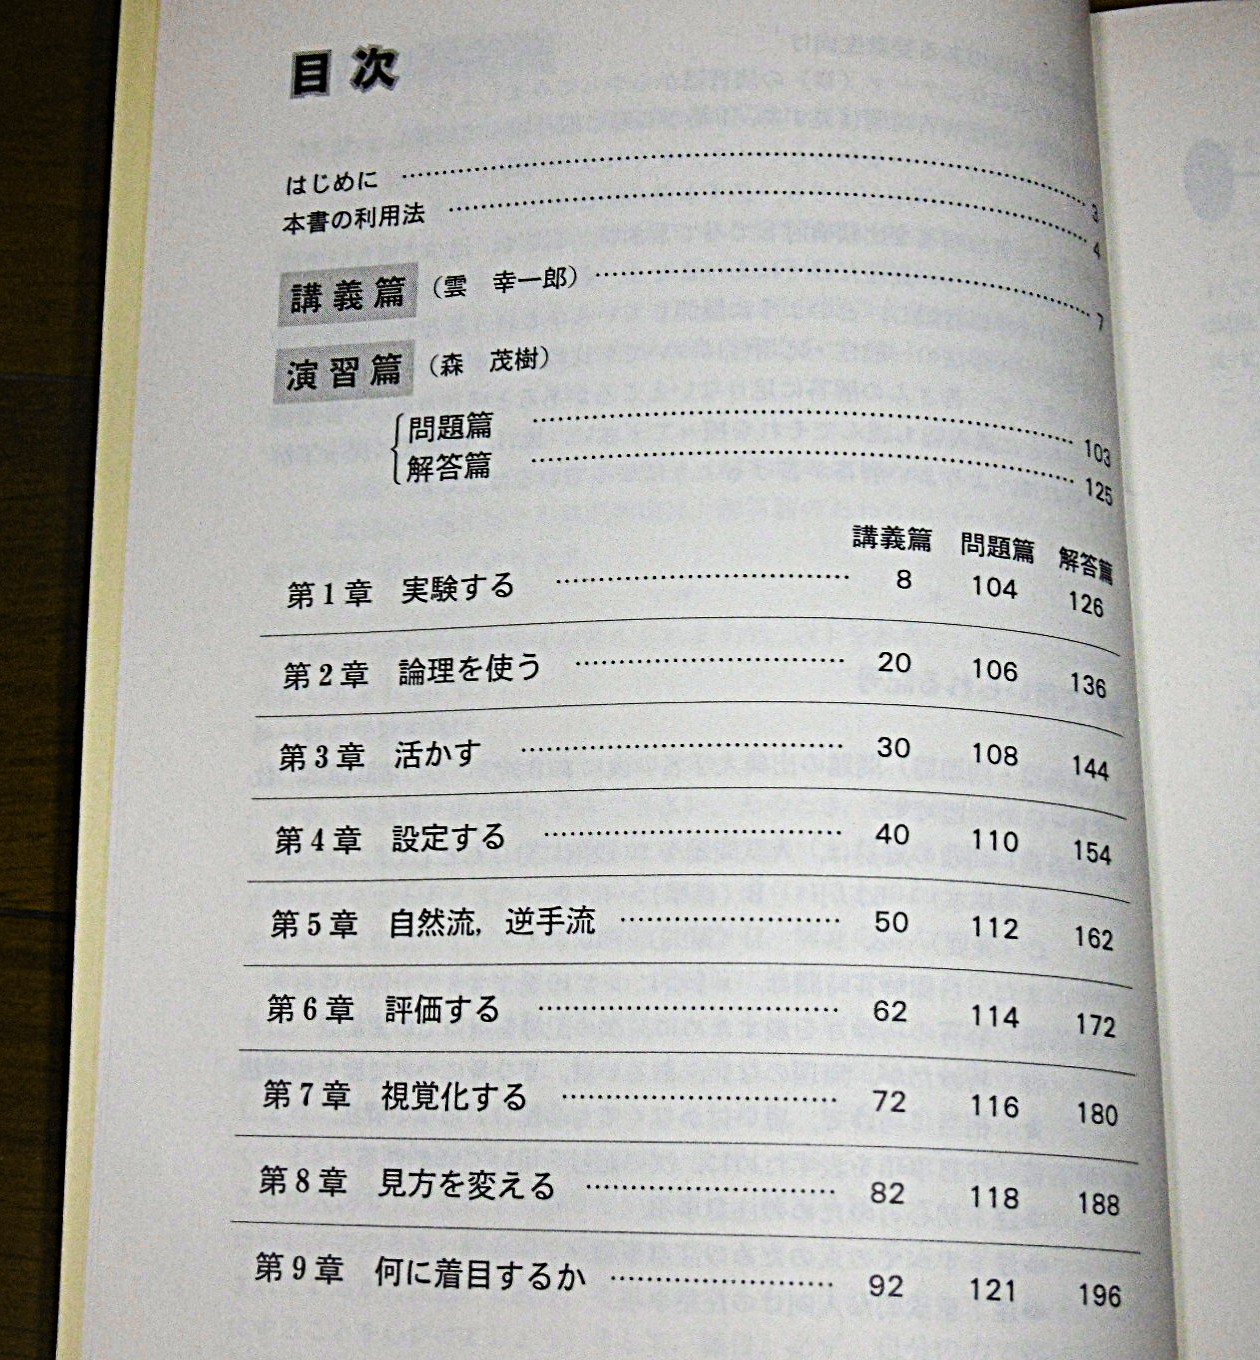 目次
はじめに ……………… 3
本書の利用法 ……………… 4
講義篇 (雲 幸一郎) ……………… 7
演習篇 (森 茂樹)
問題篇 ……………… 103
解答篇 ……………… 125
講義篇 問題篇 解答篇
第1章 実験する ……………… 8 104 126
第2章 論理を使う ……………… 20 106 136
第3章 活かす ……………… 30 108 144
第4章 設定する ……………… 40 110 154
第5章 自然流,逆手流 ……………… 50 112 162
第6章 評価する ……………… 62 114 172
第7章 視覚化する ……………… 72 116 180
第8章 見方を変える ……………… 82 118 188
第9章 何に着目するか ……………… 92 121 196